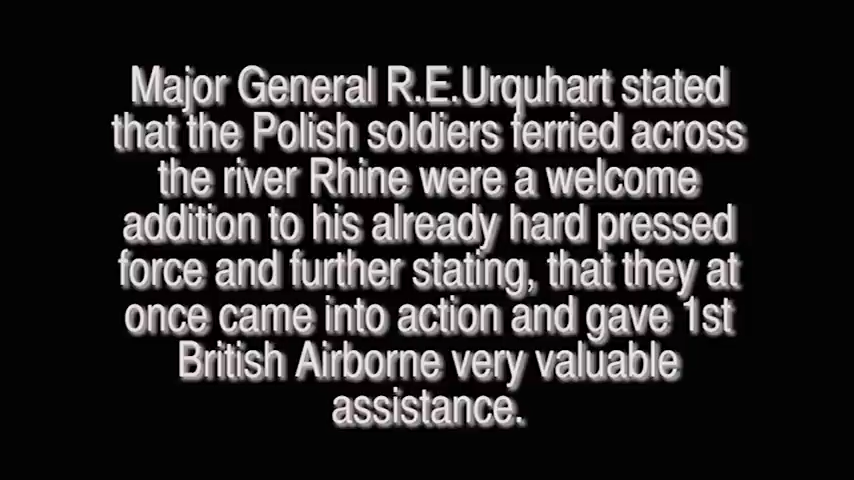 Major General R.E.Urquhart stated
that the Polish soldiers ferried across
the river Rhine were a welcome
addition to his already hard pressed
force and further stating, that they at
once came into action and gave 1st
British Airborne very valuable
assistance.